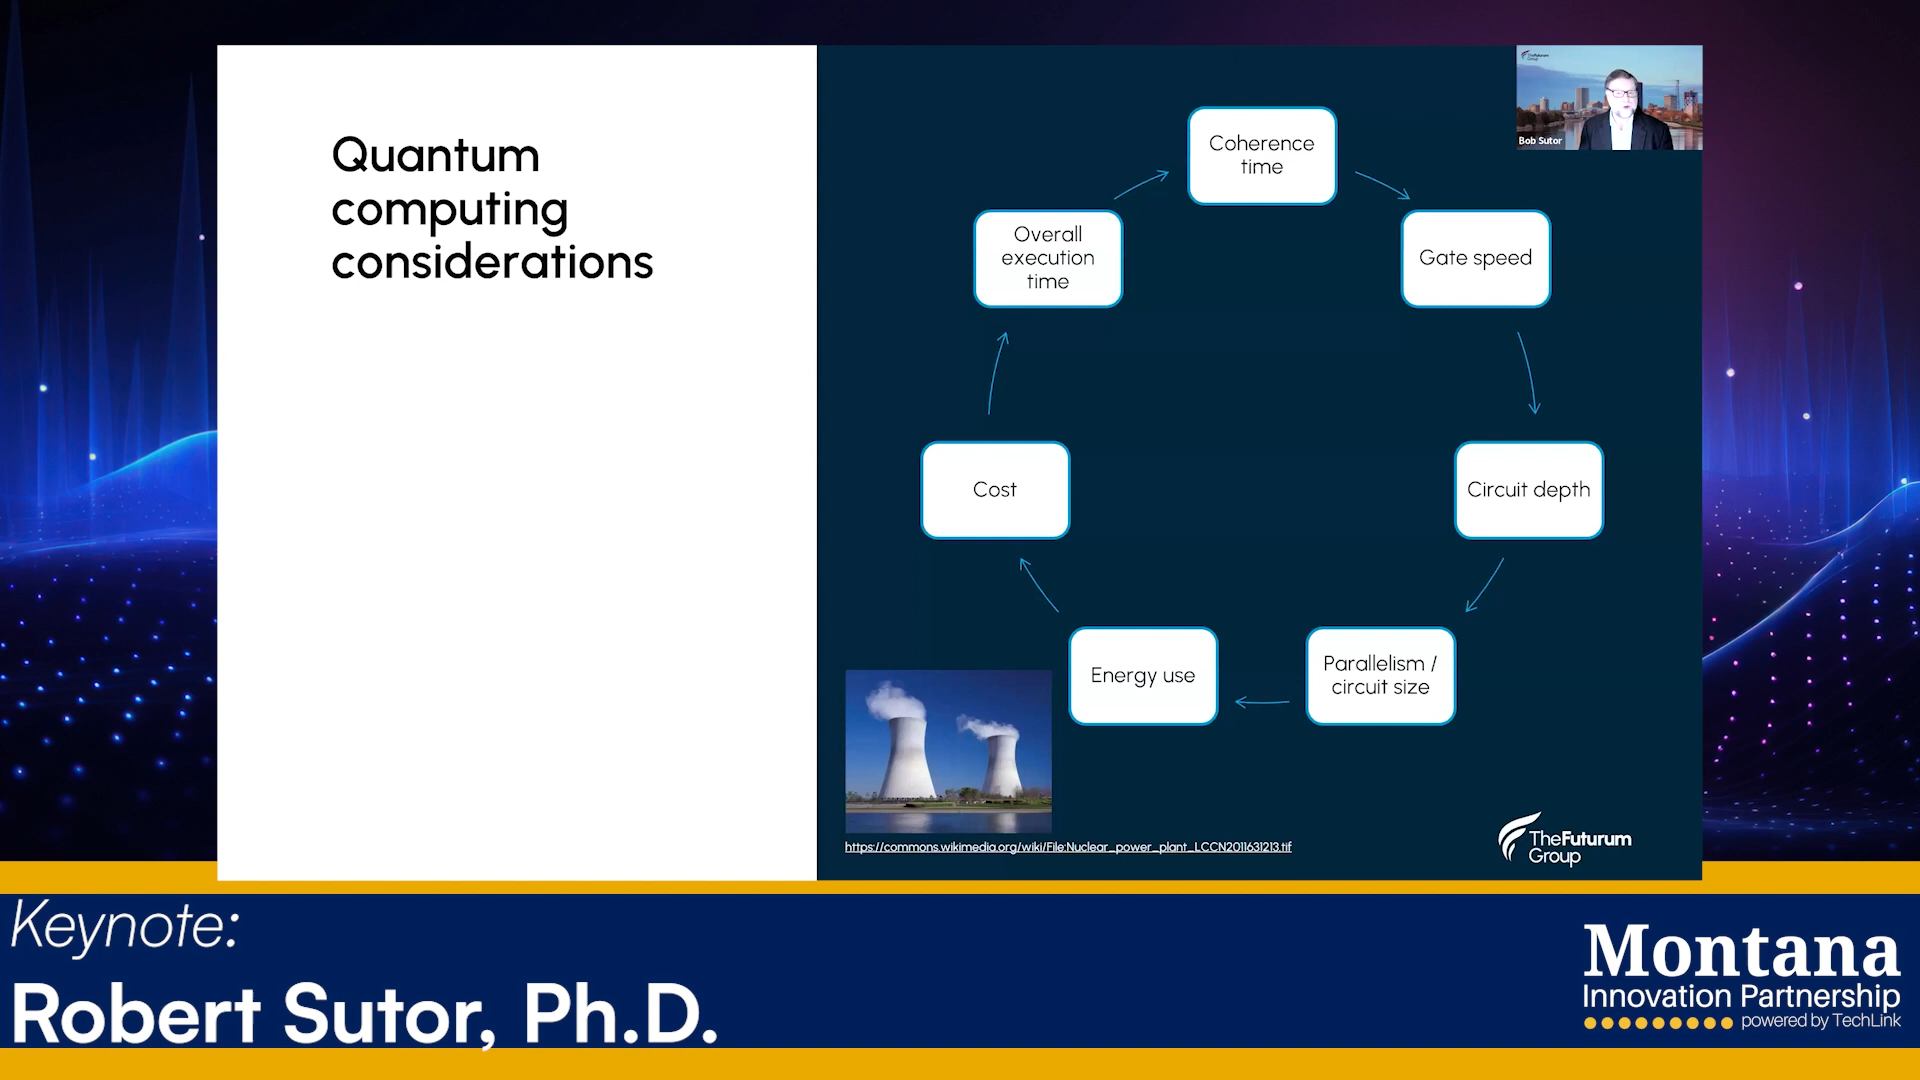 Quantum
computing
considerations
Coherence
time
Gate speed
Circuit depth
Parallelism /
circuit size
Energy use
Cost
Overall
execution
time
https://commons.wikimedia.org/wiki/File:Nuclear_power_plant_LCCN2011631213.tif
TheFuturum
Group
TheFuturum
Group
Bob Sutor
Keynote:
Robert Sutor, Ph.D.
Montana
Innovation Partnership
powered by TechLink